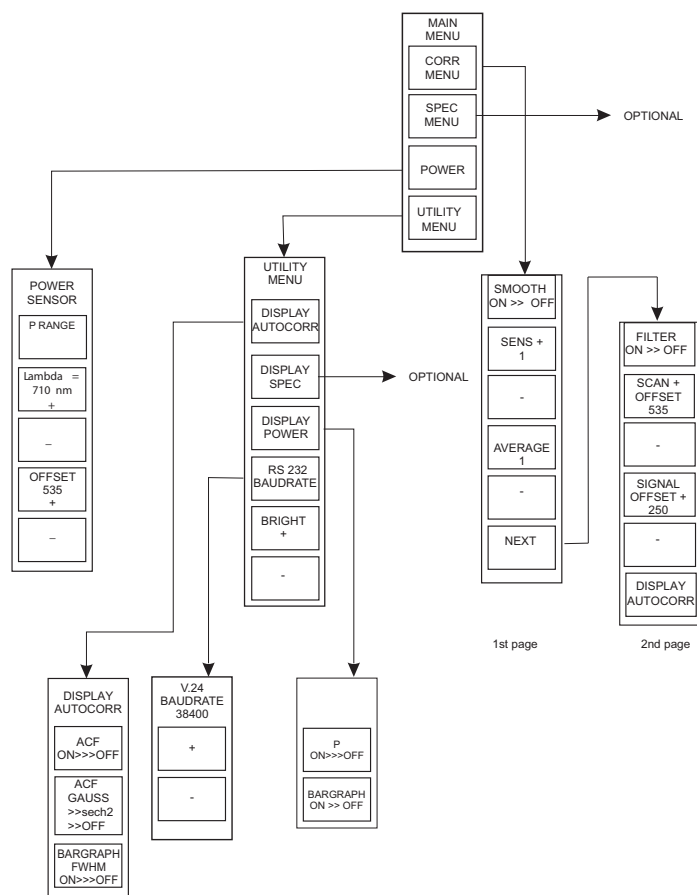 MAIN
MENU
CORR
MENU
SPEC
MENU
OPTIONAL
POWER
UTILITY
MENU
POWER
SENSOR
P RANGE
Lambda =
710 nm
+
–
OFFSET
535
+
–
UTILITY
MENU
DISPLAY
AUTOCORR
DISPLAY
SPEC
OPTIONAL
DISPLAY
POWER
RS 232
BAUDRATE
BRIGHT
+
-
SMOOTH
ON >> OFF
SENS +
1
-
AVERAGE
1
-
NEXT
1st page
FILTER
ON >> OFF
SCAN +
OFFSET
535
-
SIGNAL
OFFSET +
250
-
DISPLAY
AUTOCORR
2nd page
DISPLAY
AUTOCORR
ACF
ON>>>OFF
ACF
GAUSS
>>sech2
>>OFF
BARGRAPH
FWHM
ON>>>OFF
V.24
BAUDRATE
38400
+
-
P
ON>>>OFF
BARGRAPH
ON >> OFF